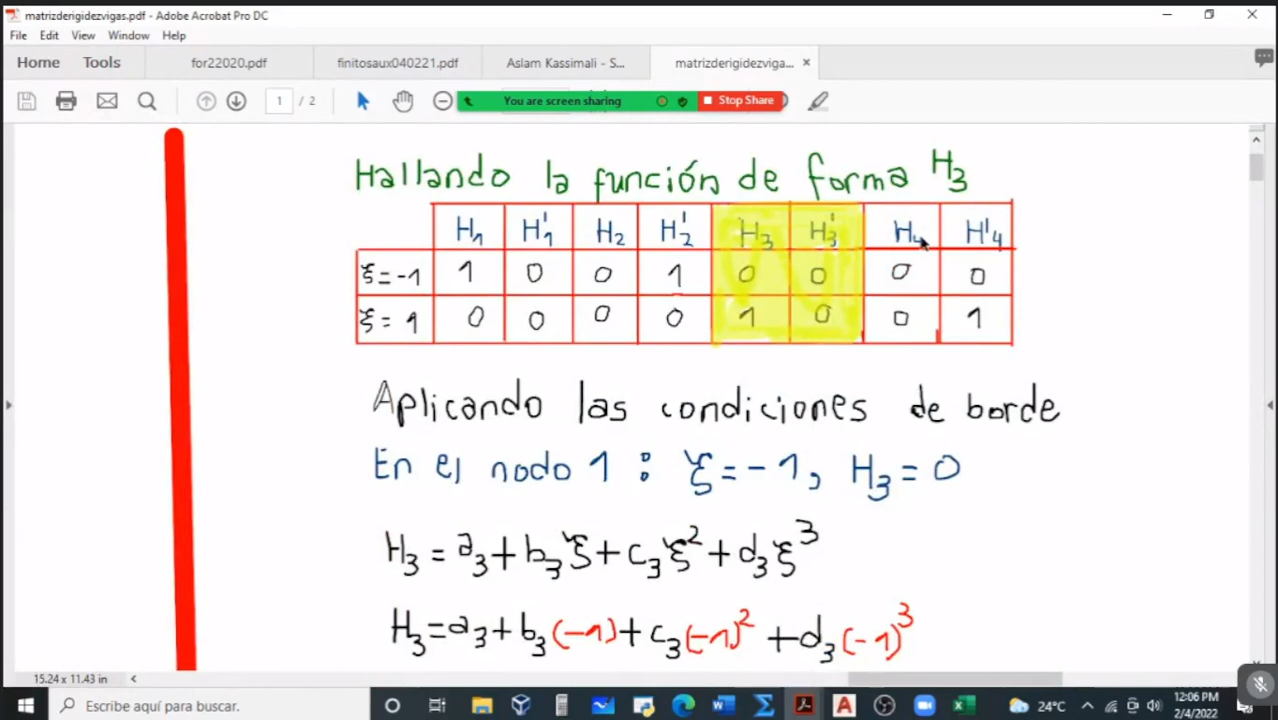 matrizderigidezvigas.pdf - Adobe Acrobat Pro DC
File Edit View Window Help
Home Tools for22020.pdf finitosaux040221.pdf Aslam Kassimali - S... matrizderigidezviga... ×
1 / 2 You are screen sharing Stop Share
Hallando la función de forma H₃
H₁ H'₁ H₂ H'₂ H₃ H'₃ H₄ H'₄
ξ=-1 1 0 0 1 0 0 0 0
ξ=1 0 0 0 0 1 0 0 1
Aplicando las condiciones de borde
En el nodo 1: ξ=-1, H₃=0
H₃=a₃+b₃ξ+c₃ξ²+d₃ξ³
H₃=a₃+b₃(-1)+c₃(-1)²+d₃(-1)³
15.24 x 11.43 in
Escribe aquí para buscar. 24°C 12:06 PM
2/4/2022